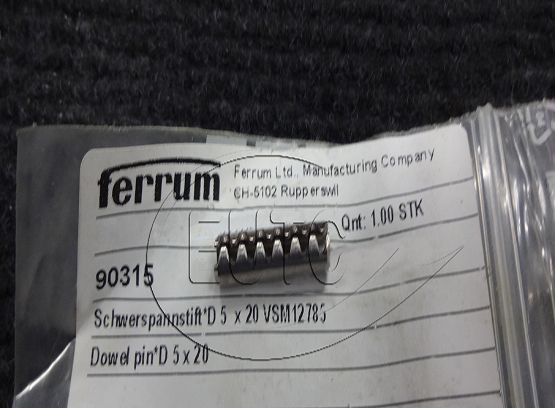 ferrum
Ferrum Ltd., Manufacturing Company
CH-5102 Rupperswil
Qnt: 1.00 STK
90315
Schwerspannstift*D 5 x 20 VSM12785
Dowel pin*D 5 x 20